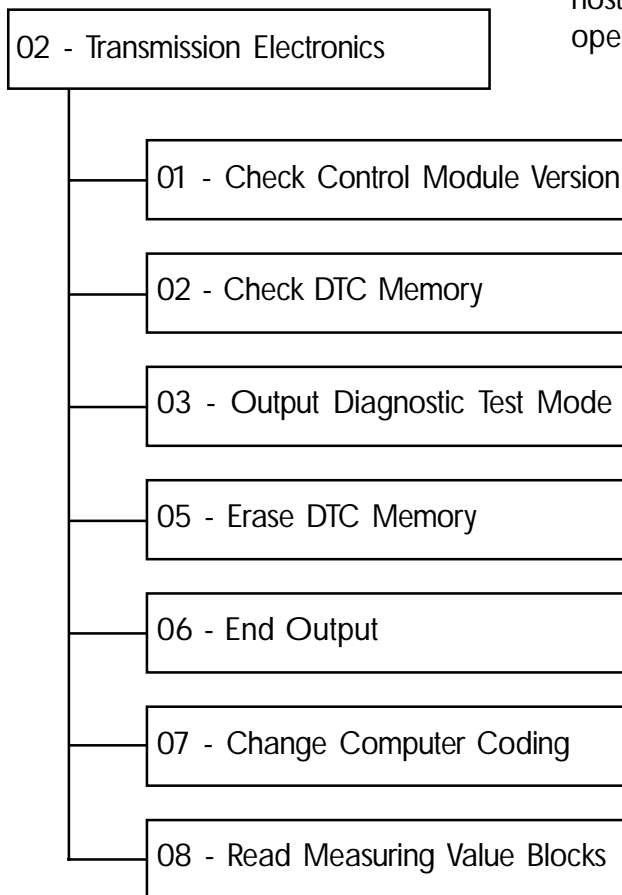 02 - Transmission Electronics
01 - Check Control Module Version
02 - Check DTC Memory
03 - Output Diagnostic Test Mode
05 - Erase DTC Memory
06 - End Output
07 - Change Computer Coding
08 - Read Measuring Value Blocks